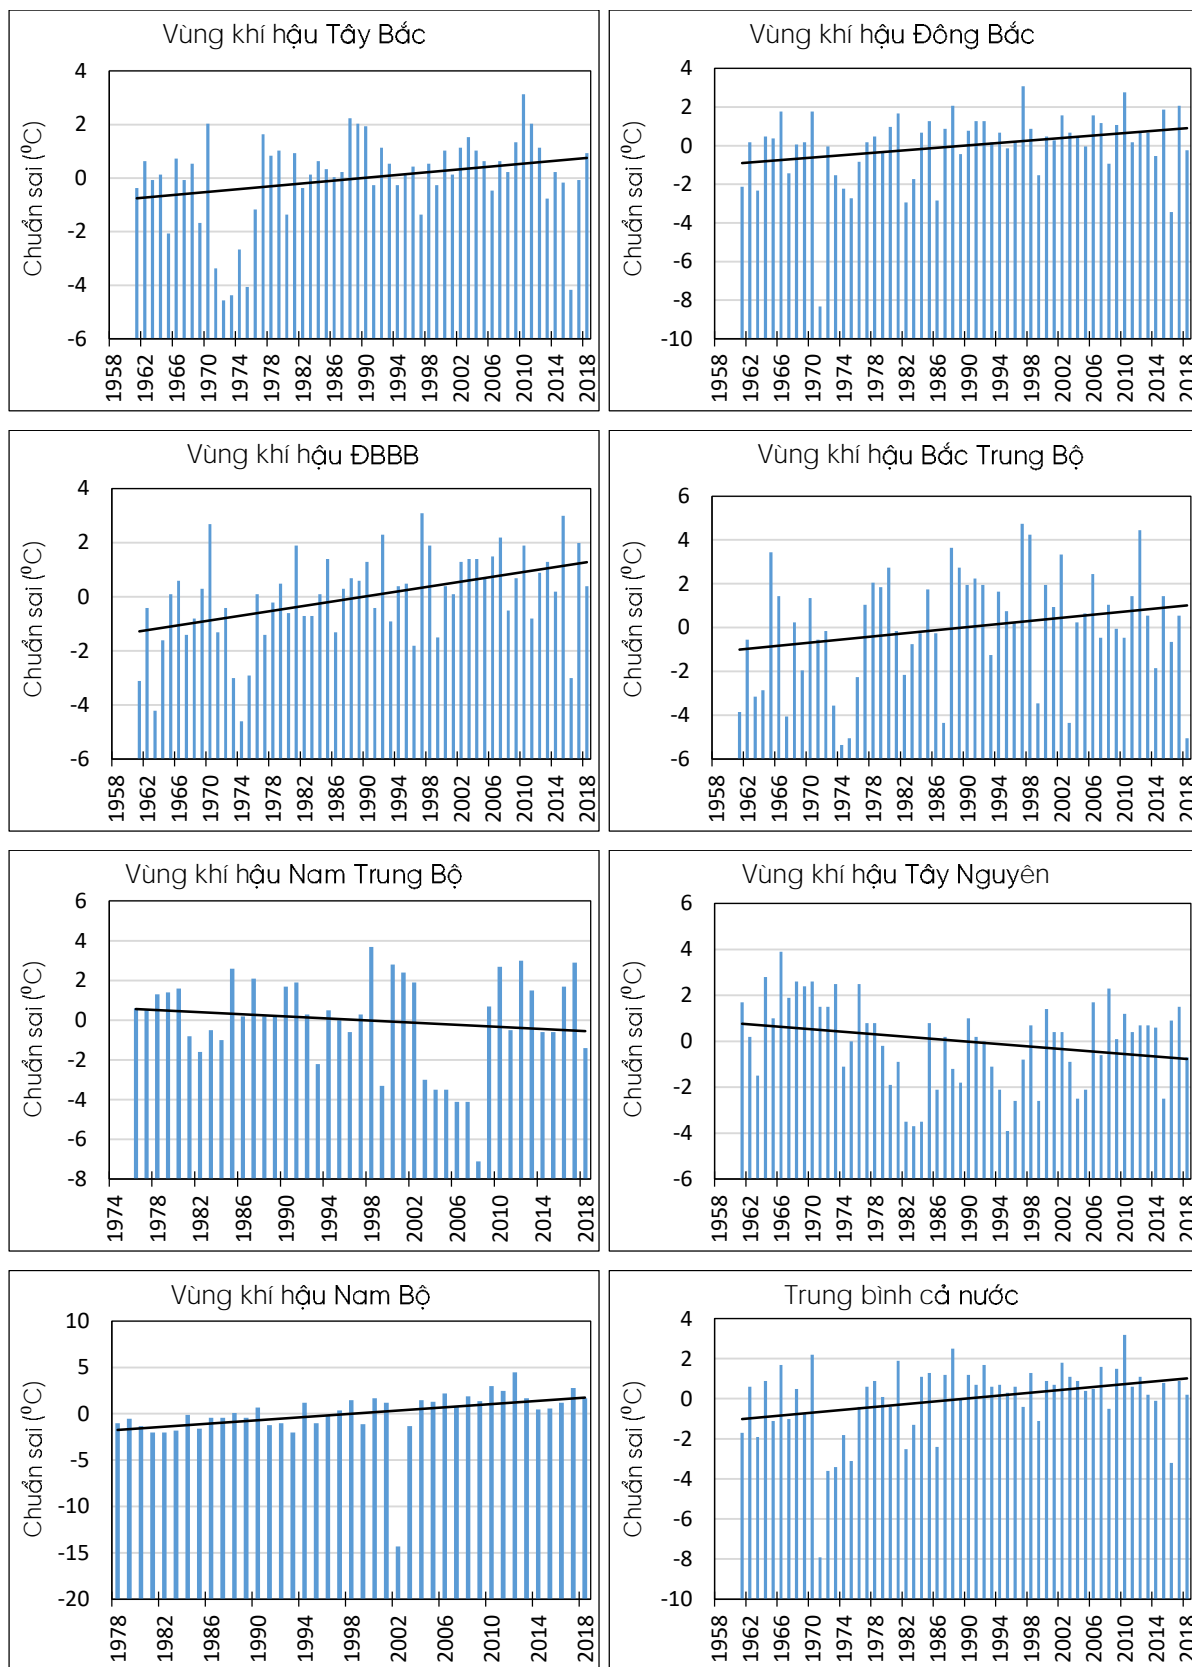 Vùng khí hậu Tây Bắc
Chuẩn sai (⁰C)
4
2
0
-2
-4
-6
1958 1962 1966 1970 1974 1978 1982 1986 1990 1994 1998 2002 2006 2010 2014 2018
Vùng khí hậu Đông Bắc
Chuẩn sai (⁰C)
4
2
0
-2
-4
-6
-8
-10
1958 1962 1966 1970 1974 1978 1982 1986 1990 1994 1998 2002 2006 2010 2014 2018
Vùng khí hậu ĐBBB
Chuẩn sai (⁰C)
4
2
0
-2
-4
-6
1958 1962 1966 1970 1974 1978 1982 1986 1990 1994 1998 2002 2006 2010 2014 2018
Vùng khí hậu Bắc Trung Bộ
Chuẩn sai (⁰C)
6
4
2
0
-2
-4
-6
1958 1962 1966 1970 1974 1978 1982 1986 1990 1994 1998 2002 2006 2010 2014 2018
Vùng khí hậu Nam Trung Bộ
Chuẩn sai (⁰C)
6
4
2
0
-2
-4
-6
-8
1974 1978 1982 1986 1990 1994 1998 2002 2006 2010 2014 2018
Vùng khí hậu Tây Nguyên
Chuẩn sai (⁰C)
6
4
2
0
-2
-4
-6
1958 1962 1966 1970 1974 1978 1982 1986 1990 1994 1998 2002 2006 2010 2014 2018
Vùng khí hậu Nam Bộ
Chuẩn sai (⁰C)
10
5
0
-5
-10
-15
-20
1978 1982 1986 1990 1994 1998 2002 2006 2010 2014 2018
Trung bình cả nước
Chuẩn sai (⁰C)
4
2
0
-2
-4
-6
-8
-10
1958 1962 1966 1970 1974 1978 1982 1986 1990 1994 1998 2002 2006 2010 2014 2018